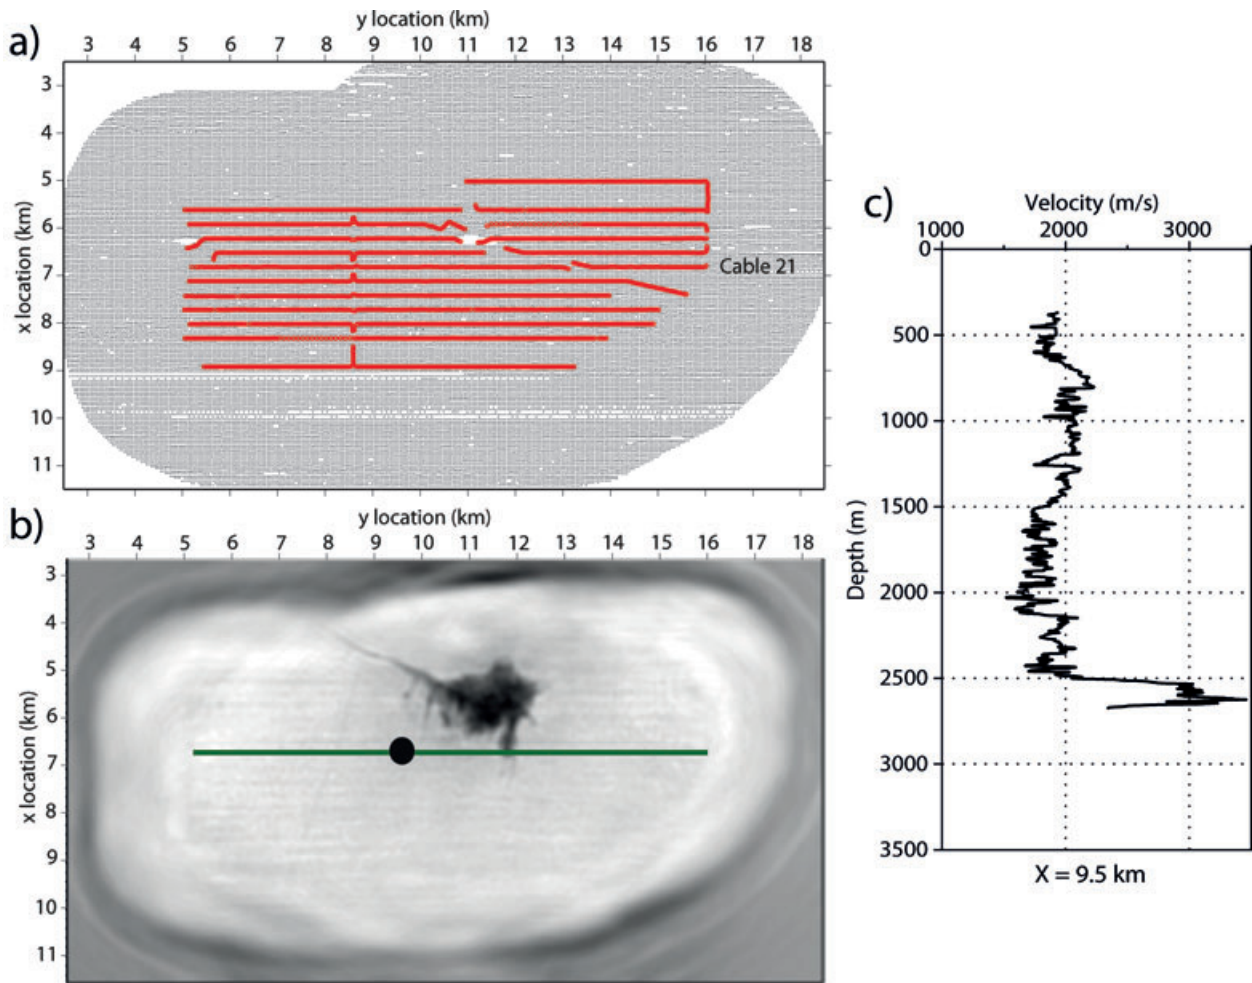 a)
y location (km)
3 4 5 6 7 8 9 10 11 12 13 14 15 16 17 18
x location (km)
3
4
5
6
7
8
9
10
11
Cable 21
b)
y location (km)
3 4 5 6 7 8 9 10 11 12 13 14 15 16 17 18
x location (km)
3
4
5
6
7
8
9
10
11
c)
Velocity (m/s)
1000 2000 3000
Depth (m)
0
500
1000
1500
2000
2500
3000
3500
X = 9.5 km